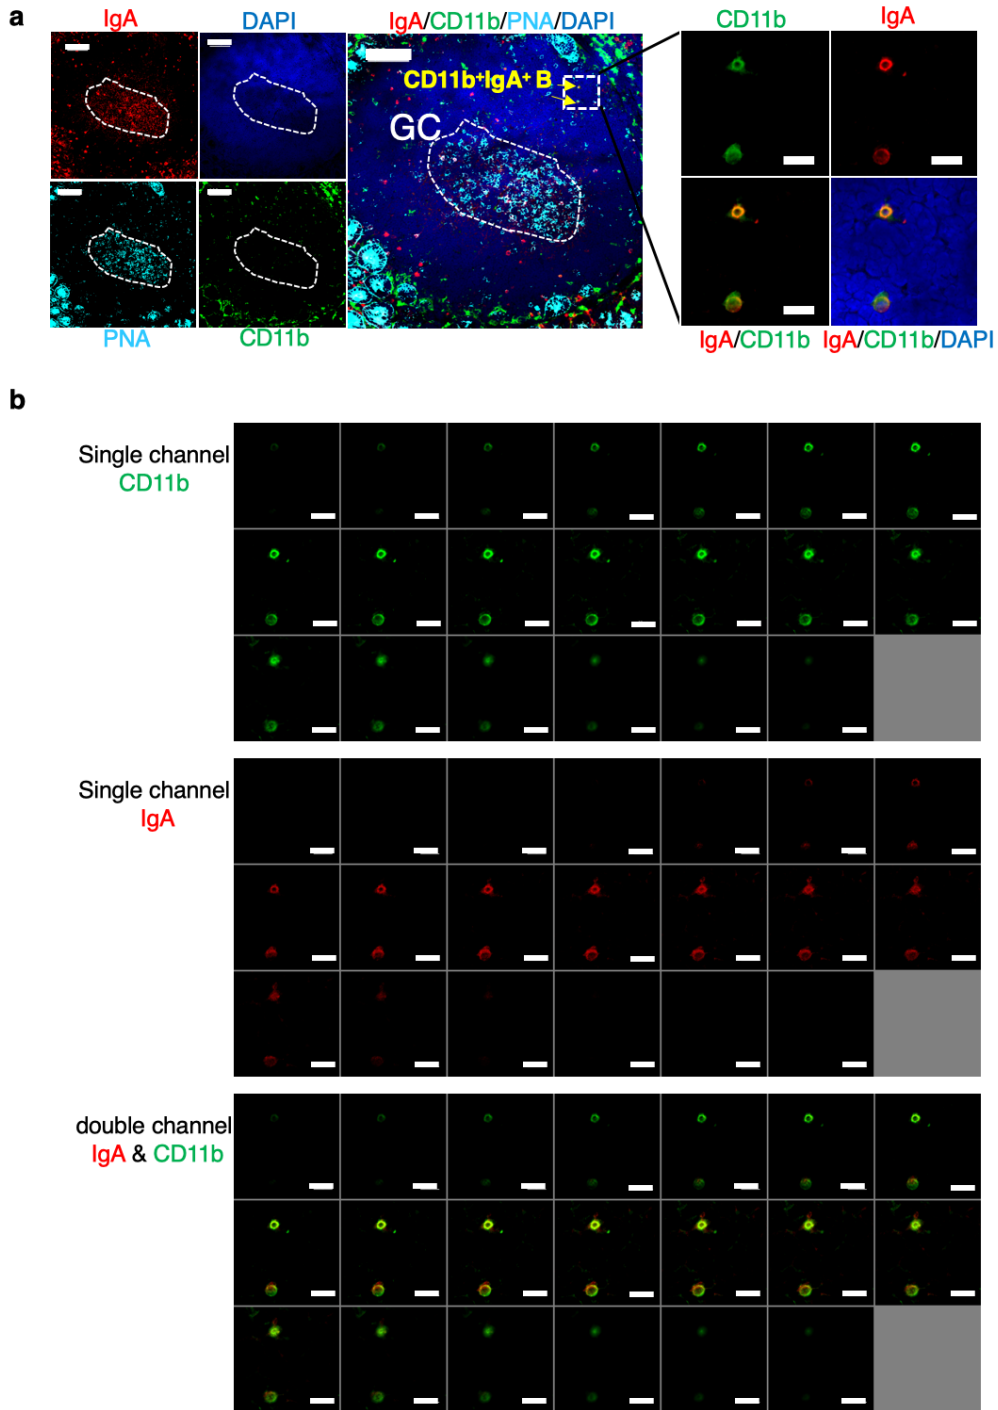 a
IgA
DAPI
PNA
CD11b
IgA/CD11b/PNA/DAPI
CD11b⁺IgA⁺ B
GC
CD11b
IgA
IgA/CD11b
IgA/CD11b/DAPI
b
Single channel
CD11b
Single channel
IgA
double channel
IgA & CD11b